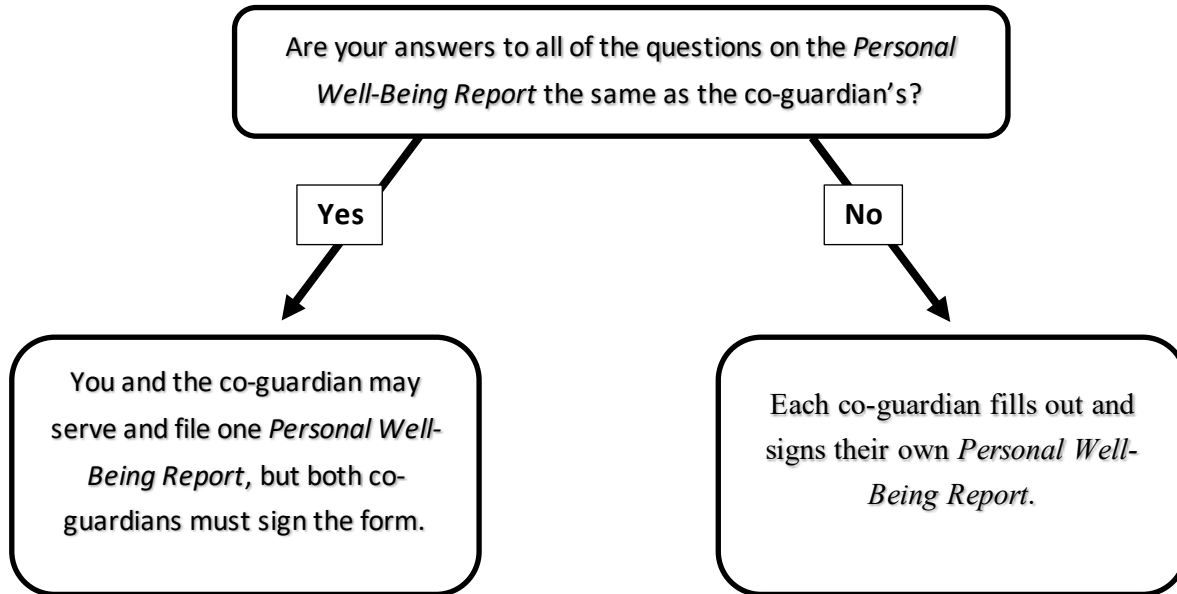 Are your answers to all of the questions on the Personal
Well-Being Report the same as the co-guardian’s?
Yes
No
You and the co-guardian may
serve and file one Personal Well-
Being Report, but both co-
guardians must sign the form.
Each co-guardian fills out and
signs their own Personal Well-
Being Report.